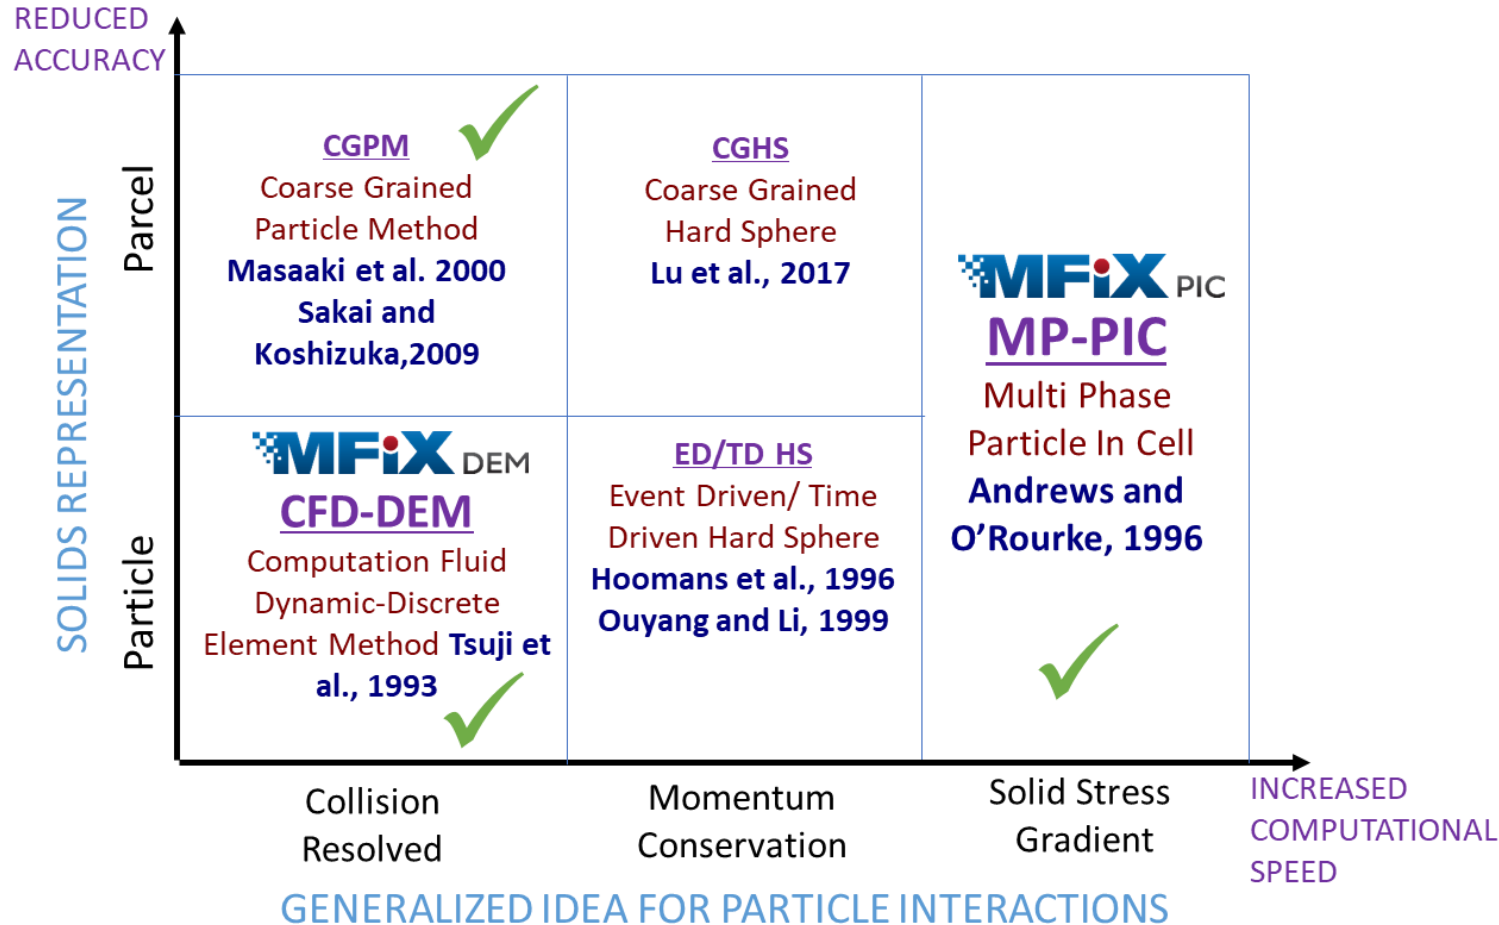 REDUCED
ACCURACY
SOLIDS REPRESENTATION
Parcel
Particle
CGPM
Coarse Grained
Particle Method
Masaaki et al. 2000
Sakai and
Koshizuka,2009
CGHS
Coarse Grained
Hard Sphere
Lu et al., 2017
MFiX PIC
MP-PIC
Multi Phase
Particle In Cell
Andrews and
O’Rourke, 1996
MFiX DEM
CFD-DEM
Computation Fluid
Dynamic-Discrete
Element Method Tsuji et
al., 1993
ED/TD HS
Event Driven/ Time
Driven Hard Sphere
Hoomans et al., 1996
Ouyang and Li, 1999
Collision
Resolved
Momentum
Conservation
Solid Stress
Gradient
INCREASED
COMPUTATIONAL
SPEED
GENERALIZED IDEA FOR PARTICLE INTERACTIONS